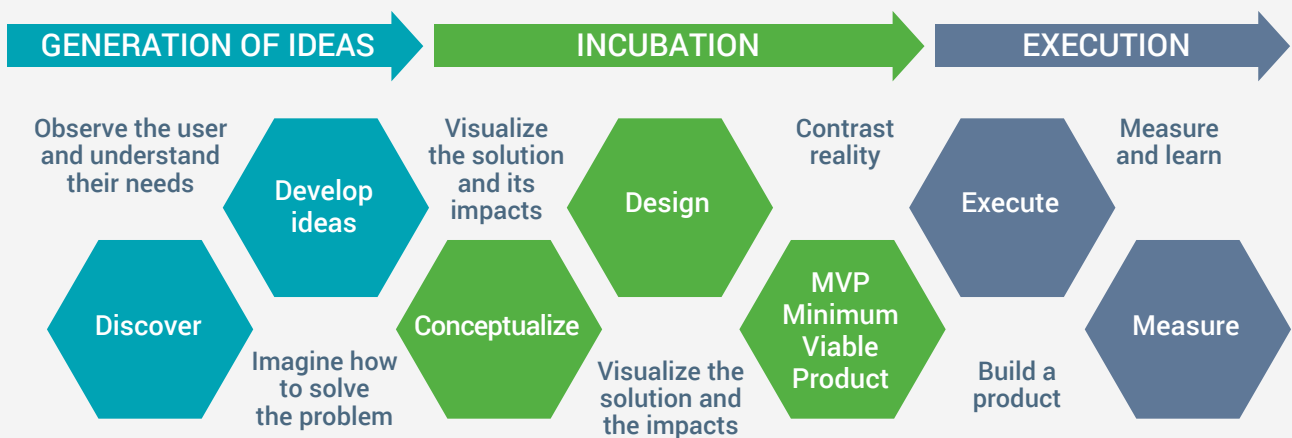 GENERATION OF IDEAS
INCUBATION
EXECUTION
Observe the user
and understand
their needs
Discover
Develop
ideas
Imagine how
to solve
the problem
Visualize
the solution
and its
impacts
Conceptualize
Design
Visualize the
solution and
the impacts
Contrast
reality
MVP
Minimum
Viable
Product
Execute
Build a
product
Measure
and learn
Measure